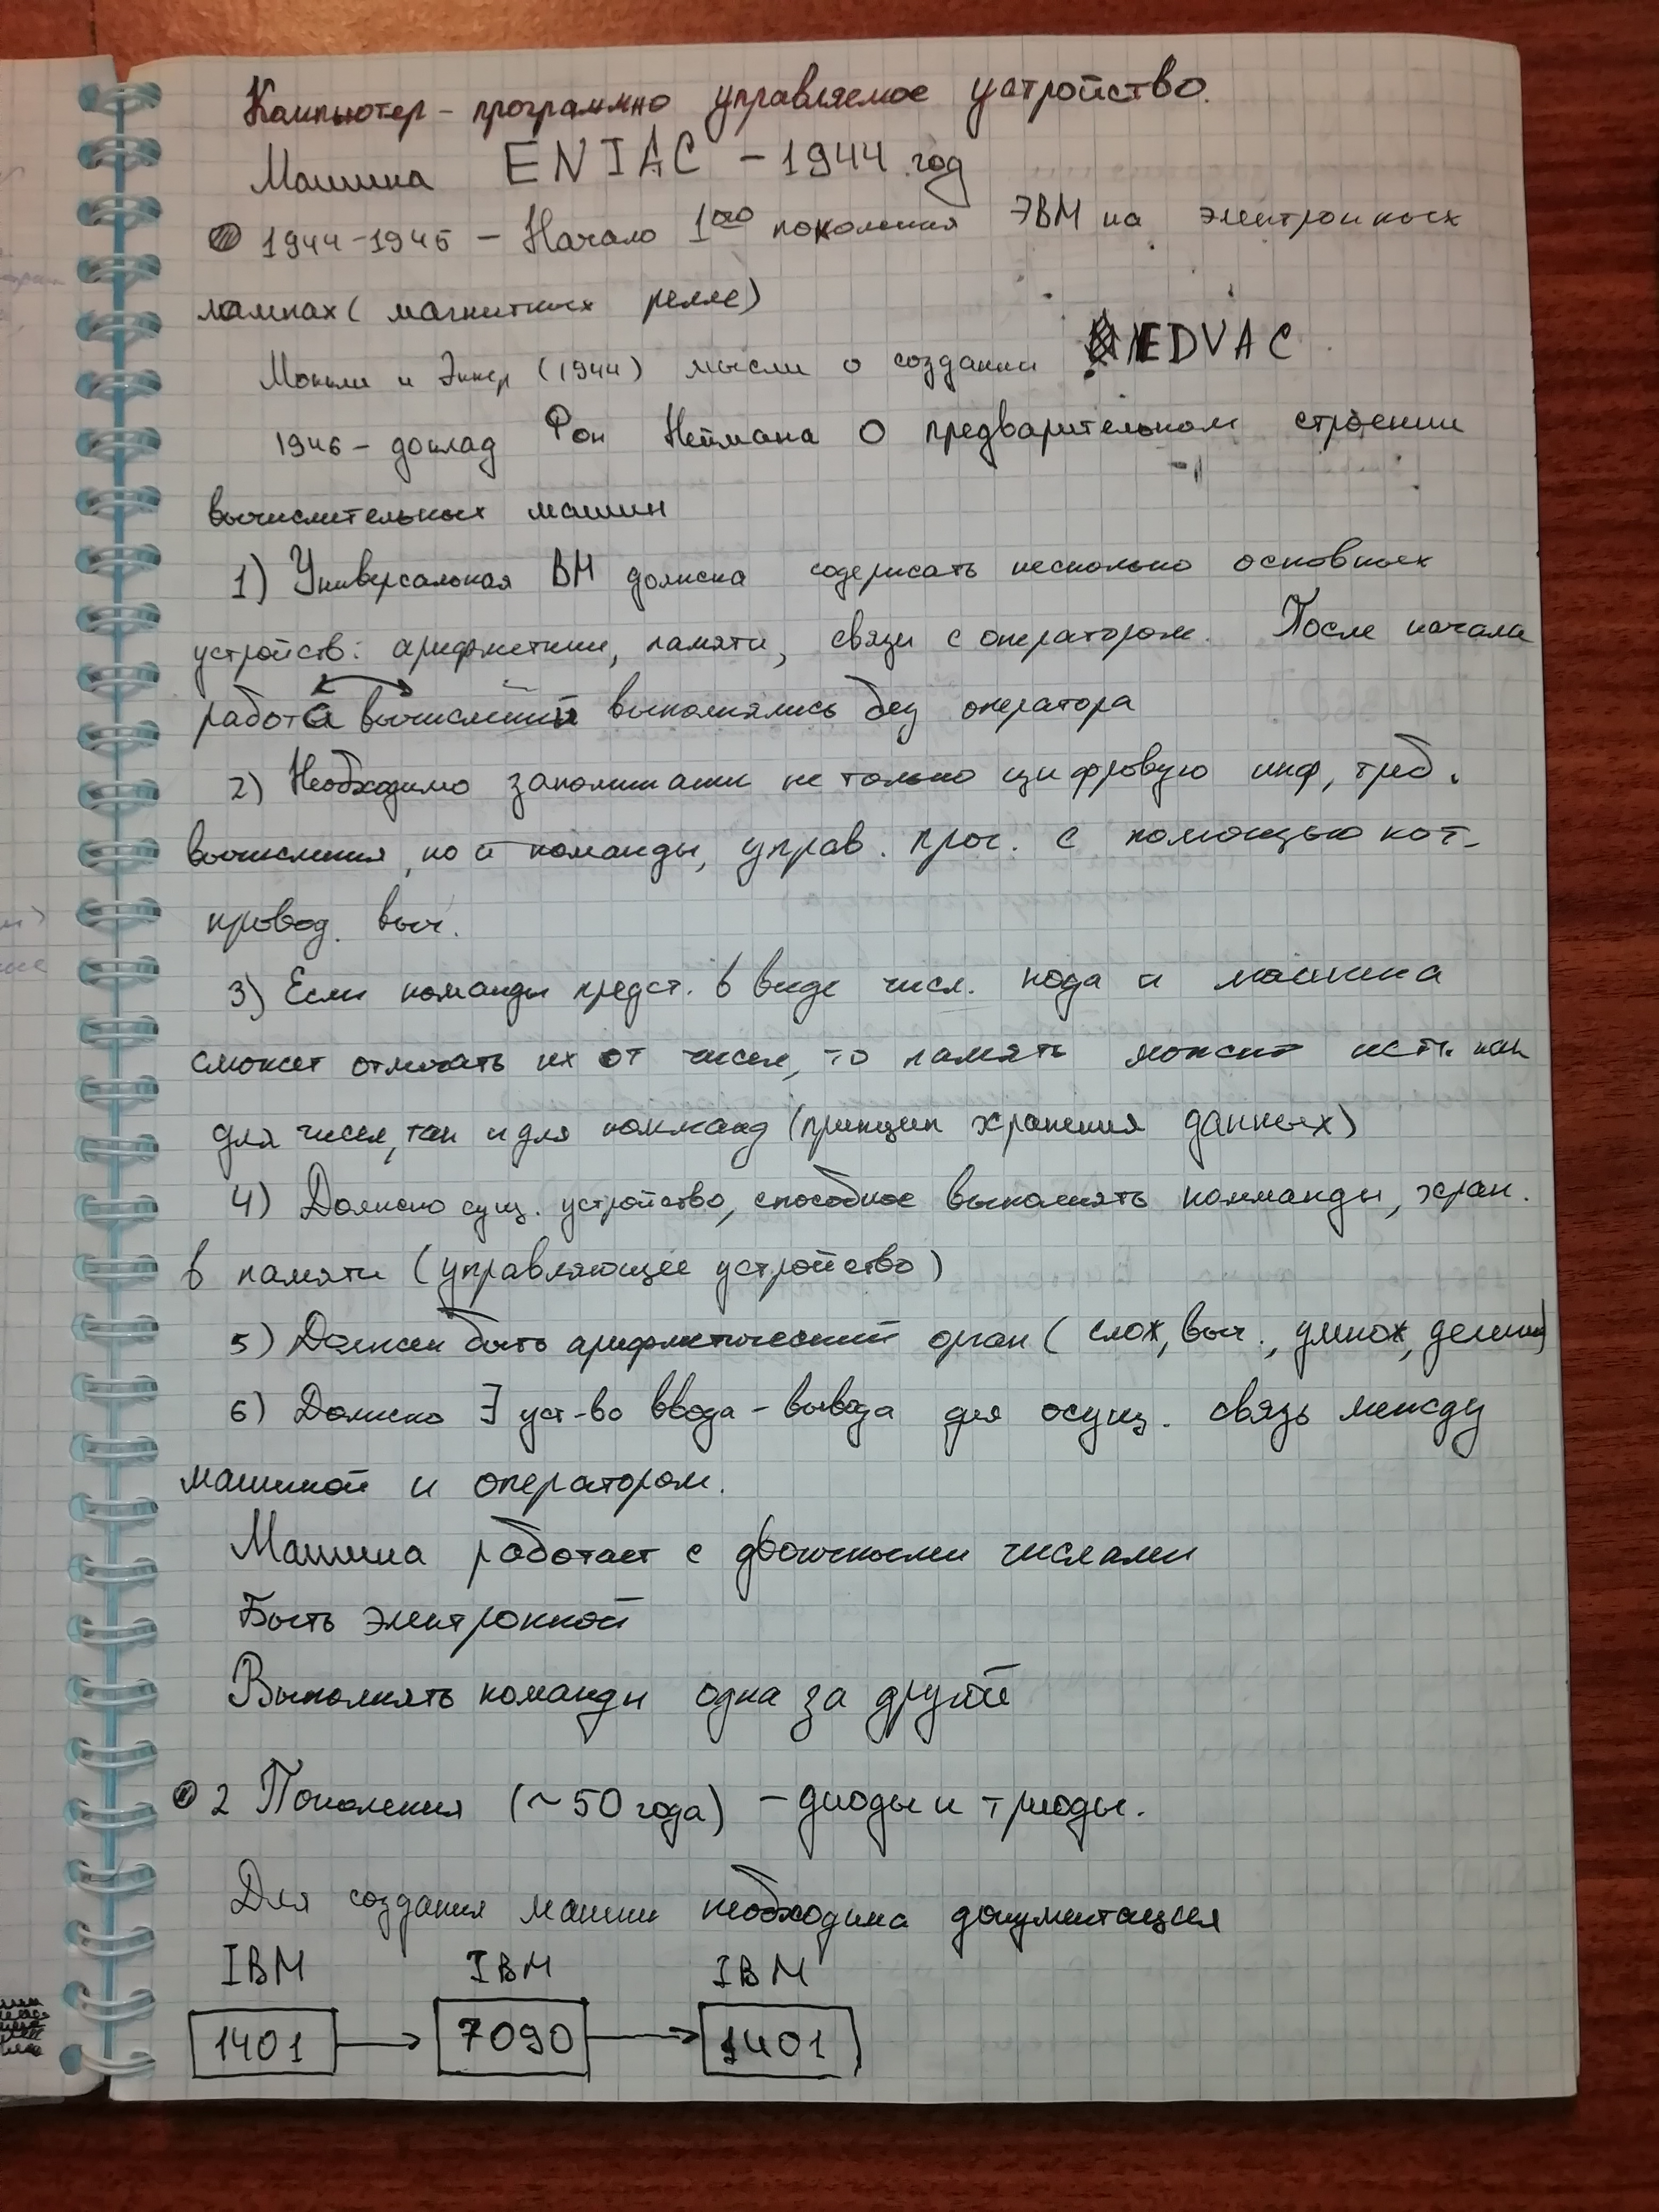 Компьютер - программно управляемое устройство.
Машина ENIAC - 1944 год
1944-1945 - Начало 1ого поколения ЭВМ на электронных
лампах (магнитных релле)
Мокли и Эккер (1944) мысли о создании EDVAC
1946 - доклад Фон Неймана о предварительном строении
вычислительных машин
1) Универсальная ВМ должна содержать несколько основных
устройств: арифметики, памяти, связи с оператором. После начала
работа вычислений выполнялись без оператора
2) Необходимо запоминать не только цифровую инф, треб.
вычисления, но и команды, управ. прог. с помощью кот.
провод. выч.
3) Если команды предст. в виде числ. кода и машина
сможет отличать их от чисел, то память может исп. как
для чисел, так и для комманд (принцип хранения данных)
4) Должно сущ. устройство, способное выполнять комманды, хран.
в памяти (управляющее устройство)
5) Должен быть арифметический орган (слож, выч., умнож, делении)
6) Должно ∃ уст-во ввода - вывода для осущ. связь между
машиной и оператором.
Машина работает с двоичными числами
Быть электронной
Выполнять команды одна за другой
2 Поколения (~50 года) - диоды и триоды.
Для создания машин необходима документация
IBM IBM IBM
1401 → 7090 → 1401